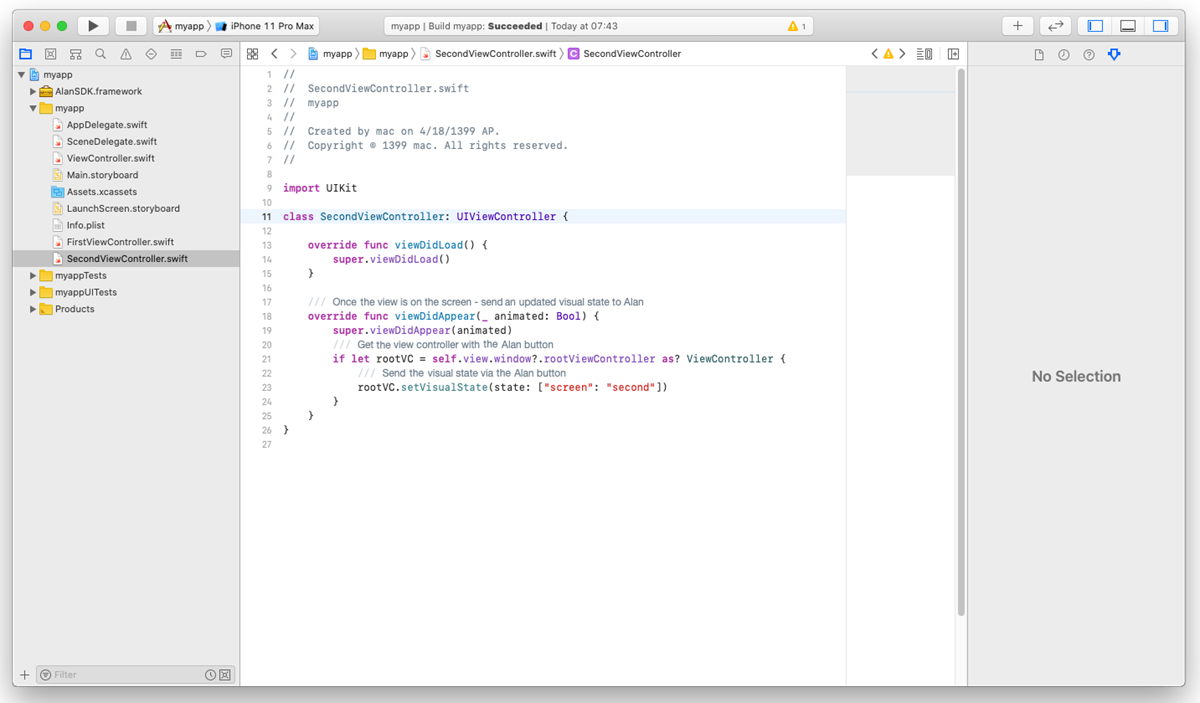 myapp 〉 iPhone 11 Pro Max
myapp | Build myapp: Succeeded | Today at 07:43
1
myapp 〉 myapp 〉 SecondViewController.swift 〉 C SecondViewController
myapp
AlanSDK.framework
myapp
AppDelegate.swift
SceneDelegate.swift
ViewController.swift
Main.storyboard
Assets.xcassets
LaunchScreen.storyboard
Info.plist
FirstViewController.swift
SecondViewController.swift
myappTests
myappUITests
Products
Filter
1 //
2 //  SecondViewController.swift
3 //  myapp
4 //
5 //  Created by mac on 4/18/1399 AP.
6 //  Copyright © 1399 mac. All rights reserved.
7 //
8
9 import UIKit
10
11 class SecondViewController: UIViewController {
12
13     override func viewDidLoad() {
14         super.viewDidLoad()
15     }
16
17     /// Once the view is on the screen - send an updated visual state to Alan
18     override func viewDidAppear(_ animated: Bool) {
19         super.viewDidAppear(animated)
20         /// Get the view controller with the Alan button
21         if let rootVC = self.view.window?.rootViewController as? ViewController {
22             /// Send the visual state via the Alan button
23             rootVC.setVisualState(state: ["screen": "second"])
24         }
25     }
26 }
27
No Selection